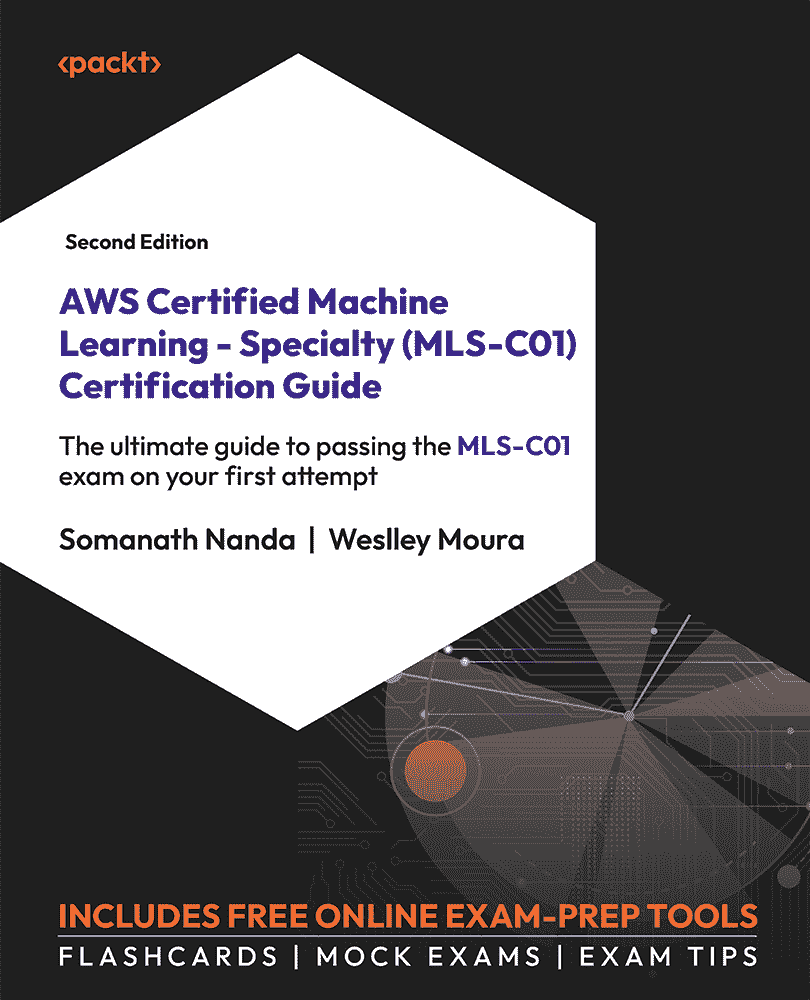 <packt>
Second Edition
AWS Certified Machine
Learning - Specialty (MLS-C01)
Certification Guide
The ultimate guide to passing the MLS-C01
exam on your first attempt
Somanath Nanda | Weslley Moura
INCLUDES FREE ONLINE EXAM-PREP TOOLS
FLASHCARDS | MOCK EXAMS | EXAM TIPS